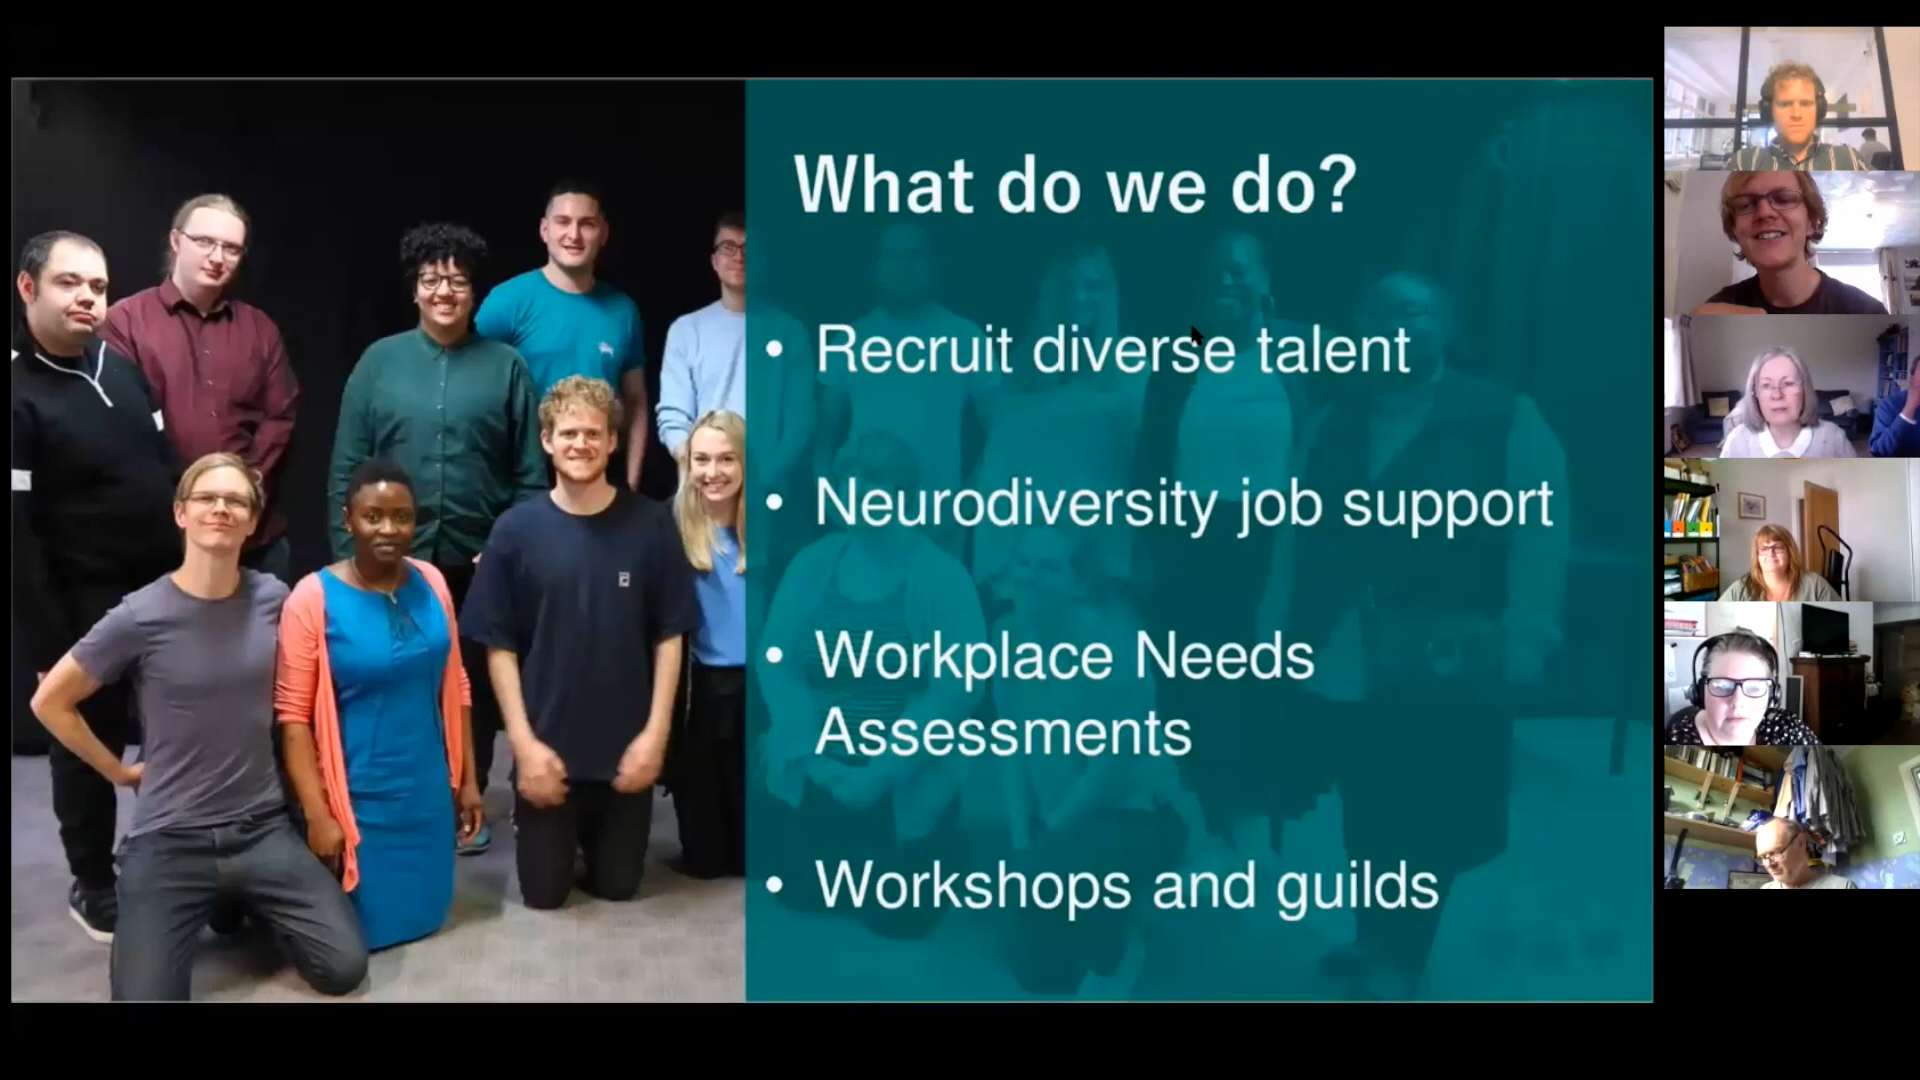 What do we do?
• Recruit diverse talent
• Neurodiversity job support
• Workplace Needs
Assessments
• Workshops and guilds